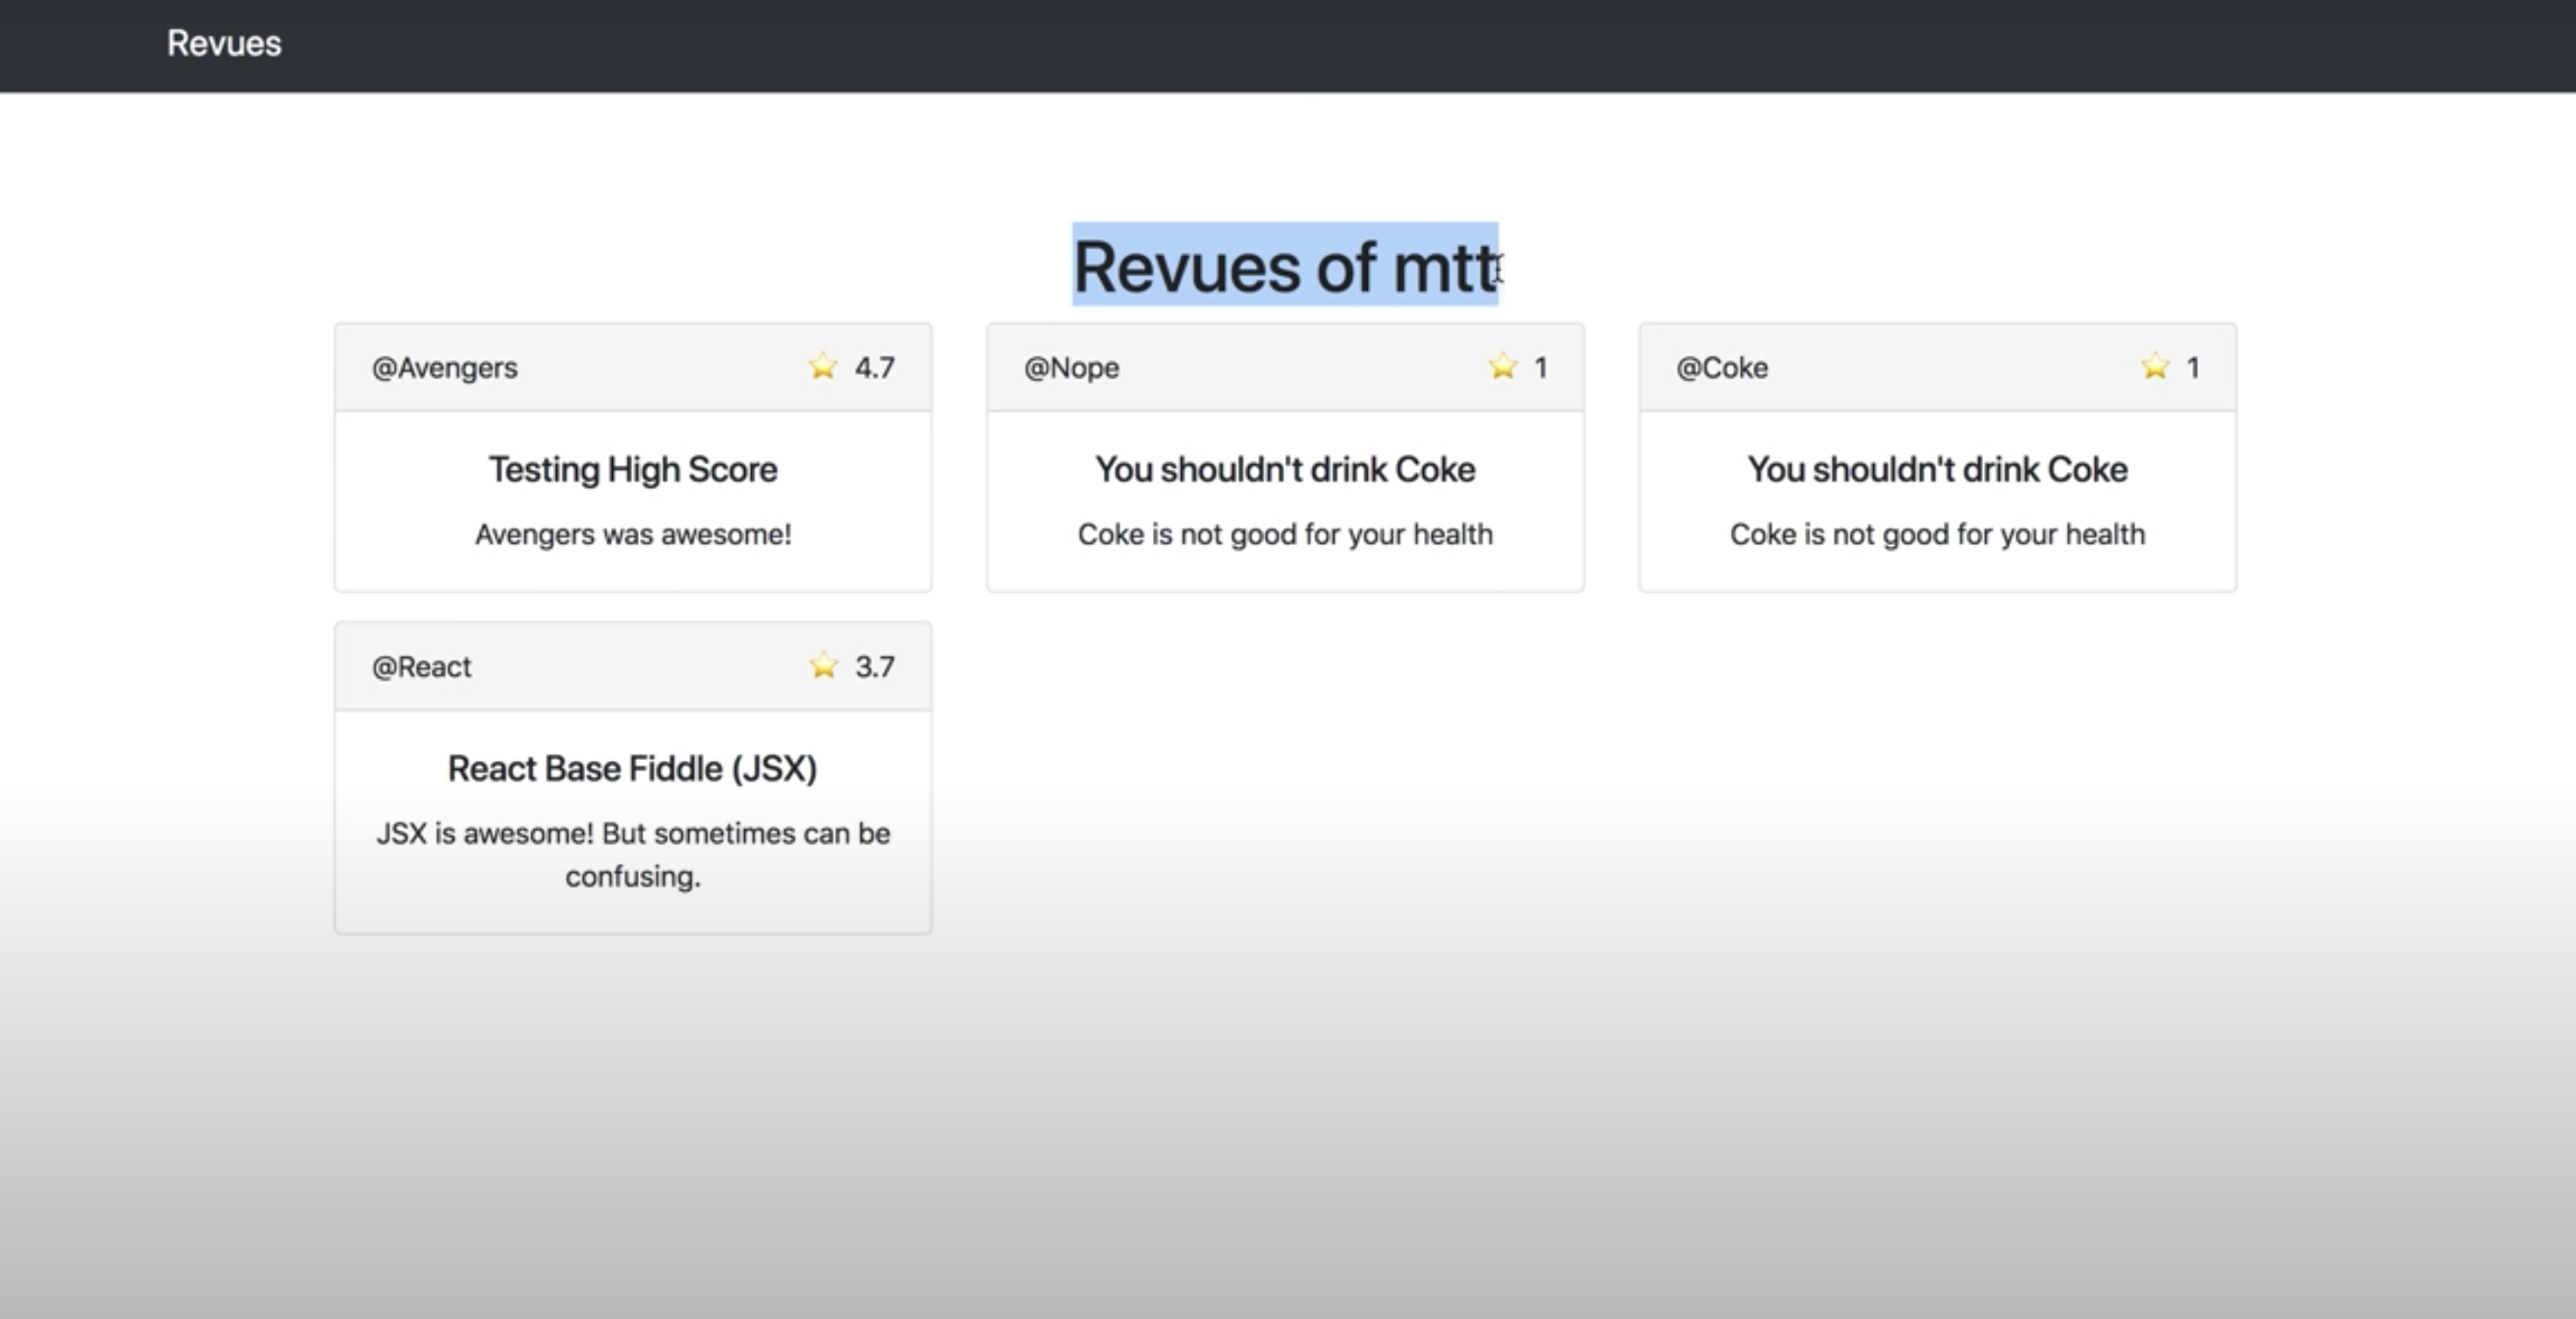 Revues
Revues of mtt
@Avengers ⭐ 4.7
Testing High Score
Avengers was awesome!
@Nope ⭐ 1
You shouldn't drink Coke
Coke is not good for your health
@Coke ⭐ 1
You shouldn't drink Coke
Coke is not good for your health
@React ⭐ 3.7
React Base Fiddle (JSX)
JSX is awesome! But sometimes can be
confusing.